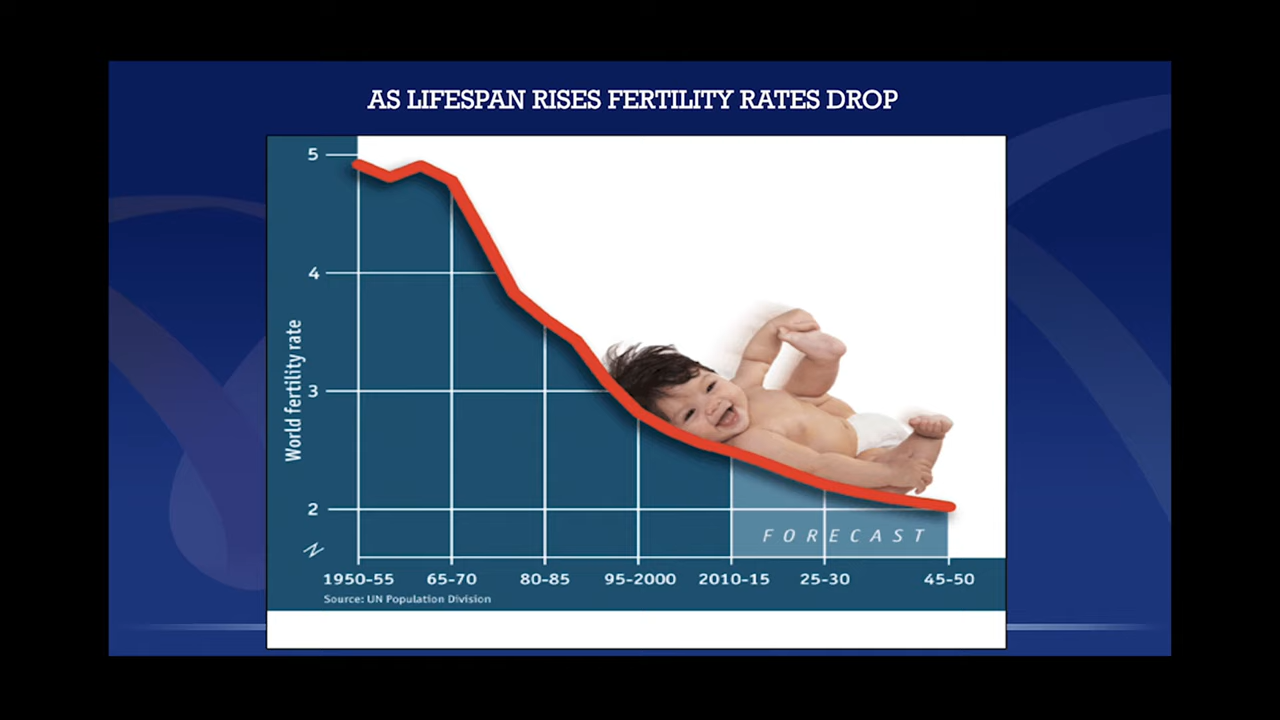 AS LIFESPAN RISES FERTILITY RATES DROP
5
4
3
2
World fertility rate
FORECAST
1950-55 65-70 80-85 95-2000 2010-15 25-30 45-50
Source: UN Population Division